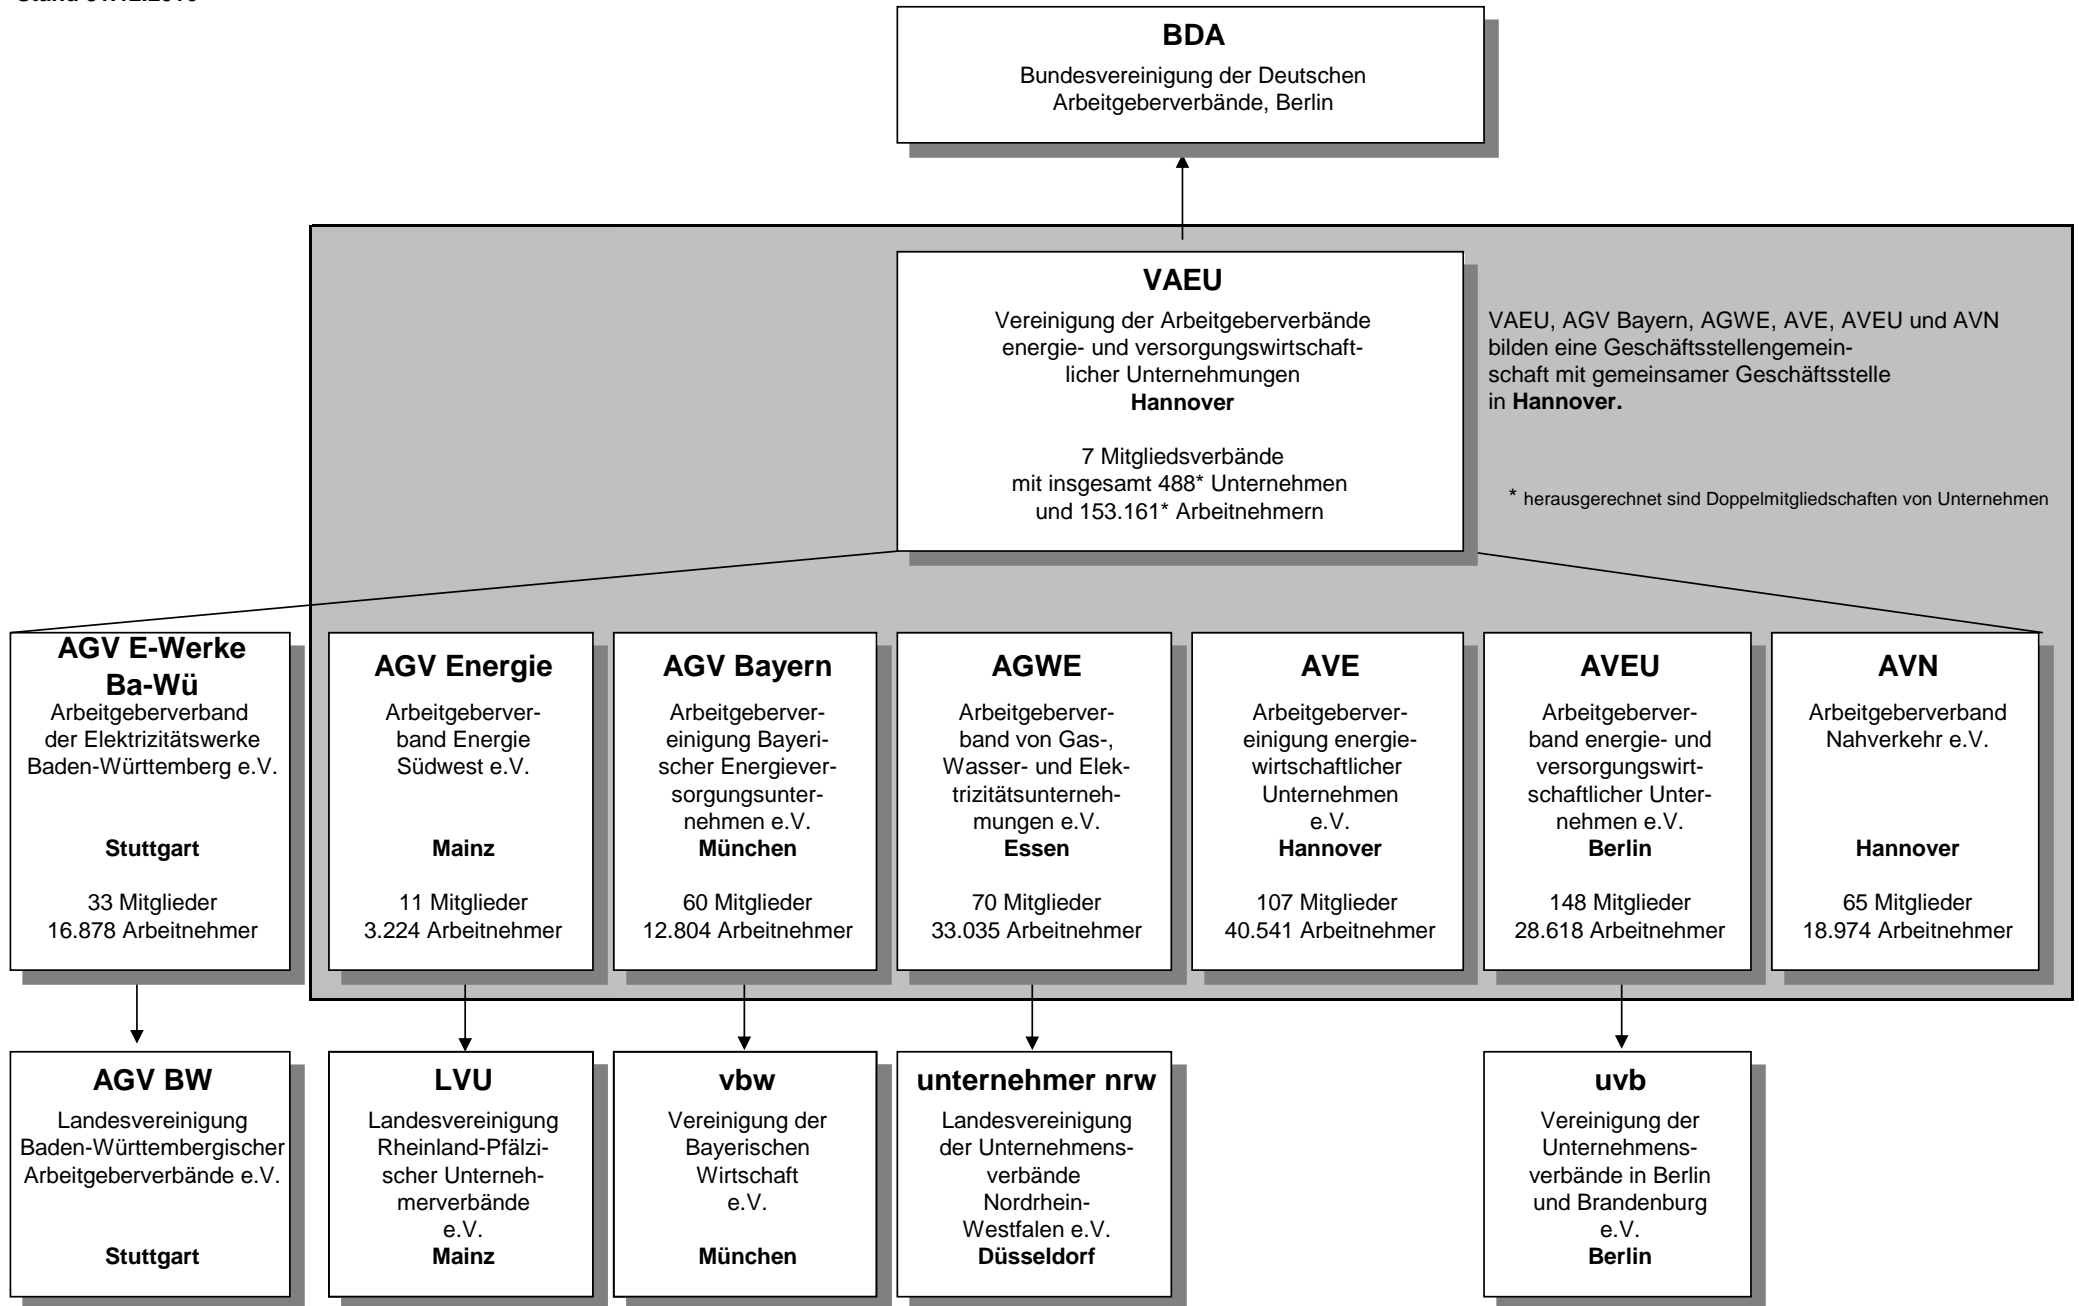 BDA
Bundesvereinigung der Deutschen
Arbeitgeberverbände, Berlin
VAEU
Vereinigung der Arbeitgeberverbände
energie- und versorgungswirtschaft-
licher Unternehmungen
Hannover
7 Mitgliedsverbände
mit insgesamt 488* Unternehmen
und 153.161* Arbeitnehmern
VAEU, AGV Bayern, AGWE, AVE, AVEU und AVN
bilden eine Geschäftsstellengemein-
schaft mit gemeinsamer Geschäftsstelle
in Hannover.
* herausgerechnet sind Doppelmitgliedschaften von Unternehmen
AGV E-Werke
Ba-Wü
Arbeitgeberverband
der Elektrizitätswerke
Baden-Württemberg e.V.
Stuttgart
33 Mitglieder
16.878 Arbeitnehmer
AGV Energie
Arbeitgeberver-
band Energie
Südwest e.V.
Mainz
11 Mitglieder
3.224 Arbeitnehmer
AGV Bayern
Arbeitgeberver-
einigung Bayeri-
scher Energiever-
sorgungsunter-
nehmen e.V.
München
60 Mitglieder
12.804 Arbeitnehmer
AGWE
Arbeitgeberver-
band von Gas-,
Wasser- und Elek-
trizitätsunterneh-
mungen e.V.
Essen
70 Mitglieder
33.035 Arbeitnehmer
AVE
Arbeitgeberver-
einigung energie-
wirtschaftlicher
Unternehmen
e.V.
Hannover
107 Mitglieder
40.541 Arbeitnehmer
AVEU
Arbeitgeberver-
band energie- und
versorgungswirt-
schaftlicher Unter-
nehmen e.V.
Berlin
148 Mitglieder
28.618 Arbeitnehmer
AVN
Arbeitgeberverband
Nahverkehr e.V.
Hannover
65 Mitglieder
18.974 Arbeitnehmer
AGV BW
Landesvereinigung
Baden-Württembergischer
Arbeitgeberverbände e.V.
Stuttgart
LVU
Landesvereinigung
Rheinland-Pfälzi-
scher Unterneh-
merverbände
e.V.
Mainz
vbw
Vereinigung der
Bayerischen
Wirtschaft
e.V.
München
unternehmer nrw
Landesvereinigung
der Unternehmens-
verbände
Nordrhein-
Westfalen e.V.
Düsseldorf
uvb
Vereinigung der
Unternehmens-
verbände in Berlin
und Brandenburg
e.V.
Berlin